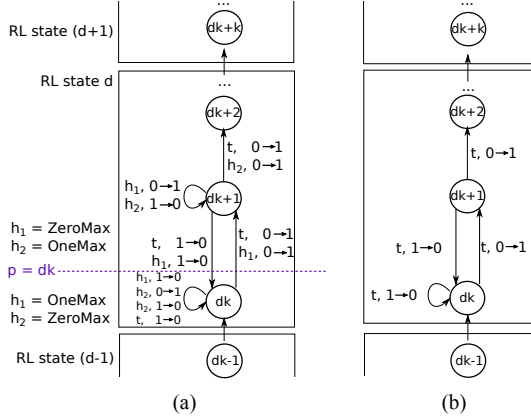 ...
RL state (d+1)
dk+k
...
RL state d
dk+2
t, 0→1
h₂, 0→1
h₁, 0→1
h₂, 1→0
dk+1
h₁ = ZeroMax
h₂ = OneMax
t, 1→0
h₁, 1→0
t, 0→1
h₁, 0→1
p = dk
h₁, 1→0
h₂, 0→1
h₂, 1→0
t, 1→0
h₁ = OneMax
h₂ = ZeroMax
dk
RL state (d-1)
dk-1
(a)
...
dk+k
...
dk+2
t, 0→1
dk+1
t, 1→0
t, 0→1
t, 1→0
dk
dk-1
(b)